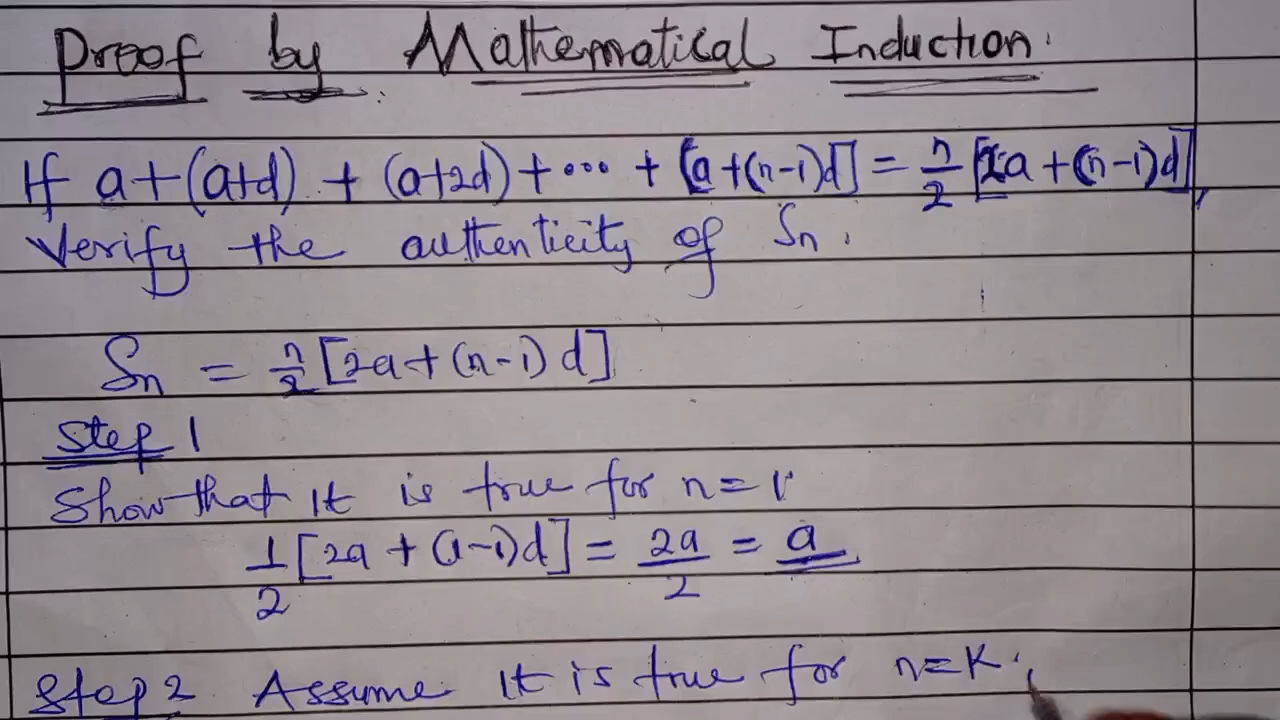 Proof by Mathematical Induction.
If a+(a+d) + (a+2d) + ... + [a+(n-1)d] = n/2 [2a + (n-1)d],
Verify the authenticity of Sn.
Sn = n/2 [2a + (n-1) d]
Step 1
Show that It is true for n = 1
1/2 [2a + (1-1)d] = 2a/2 = a
Step 2 Assume It is true for n=K;